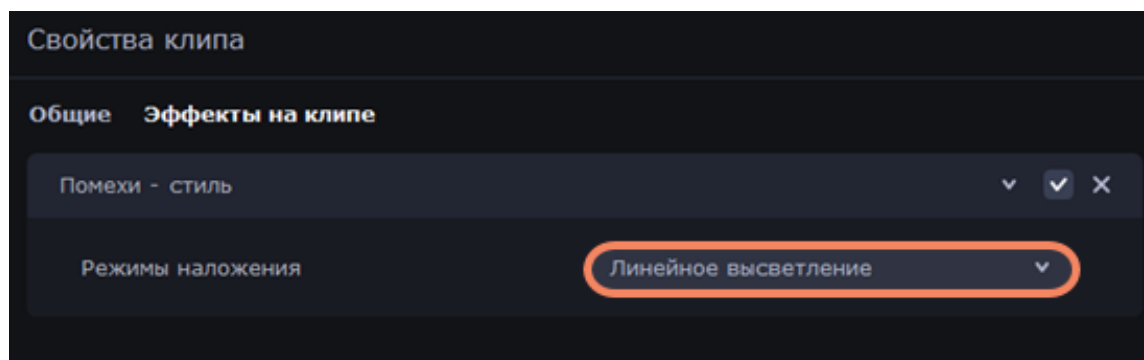 Свойства клипа
Общие Эффекты на клипе
Помехи - стиль
Режимы наложения Линейное высветление